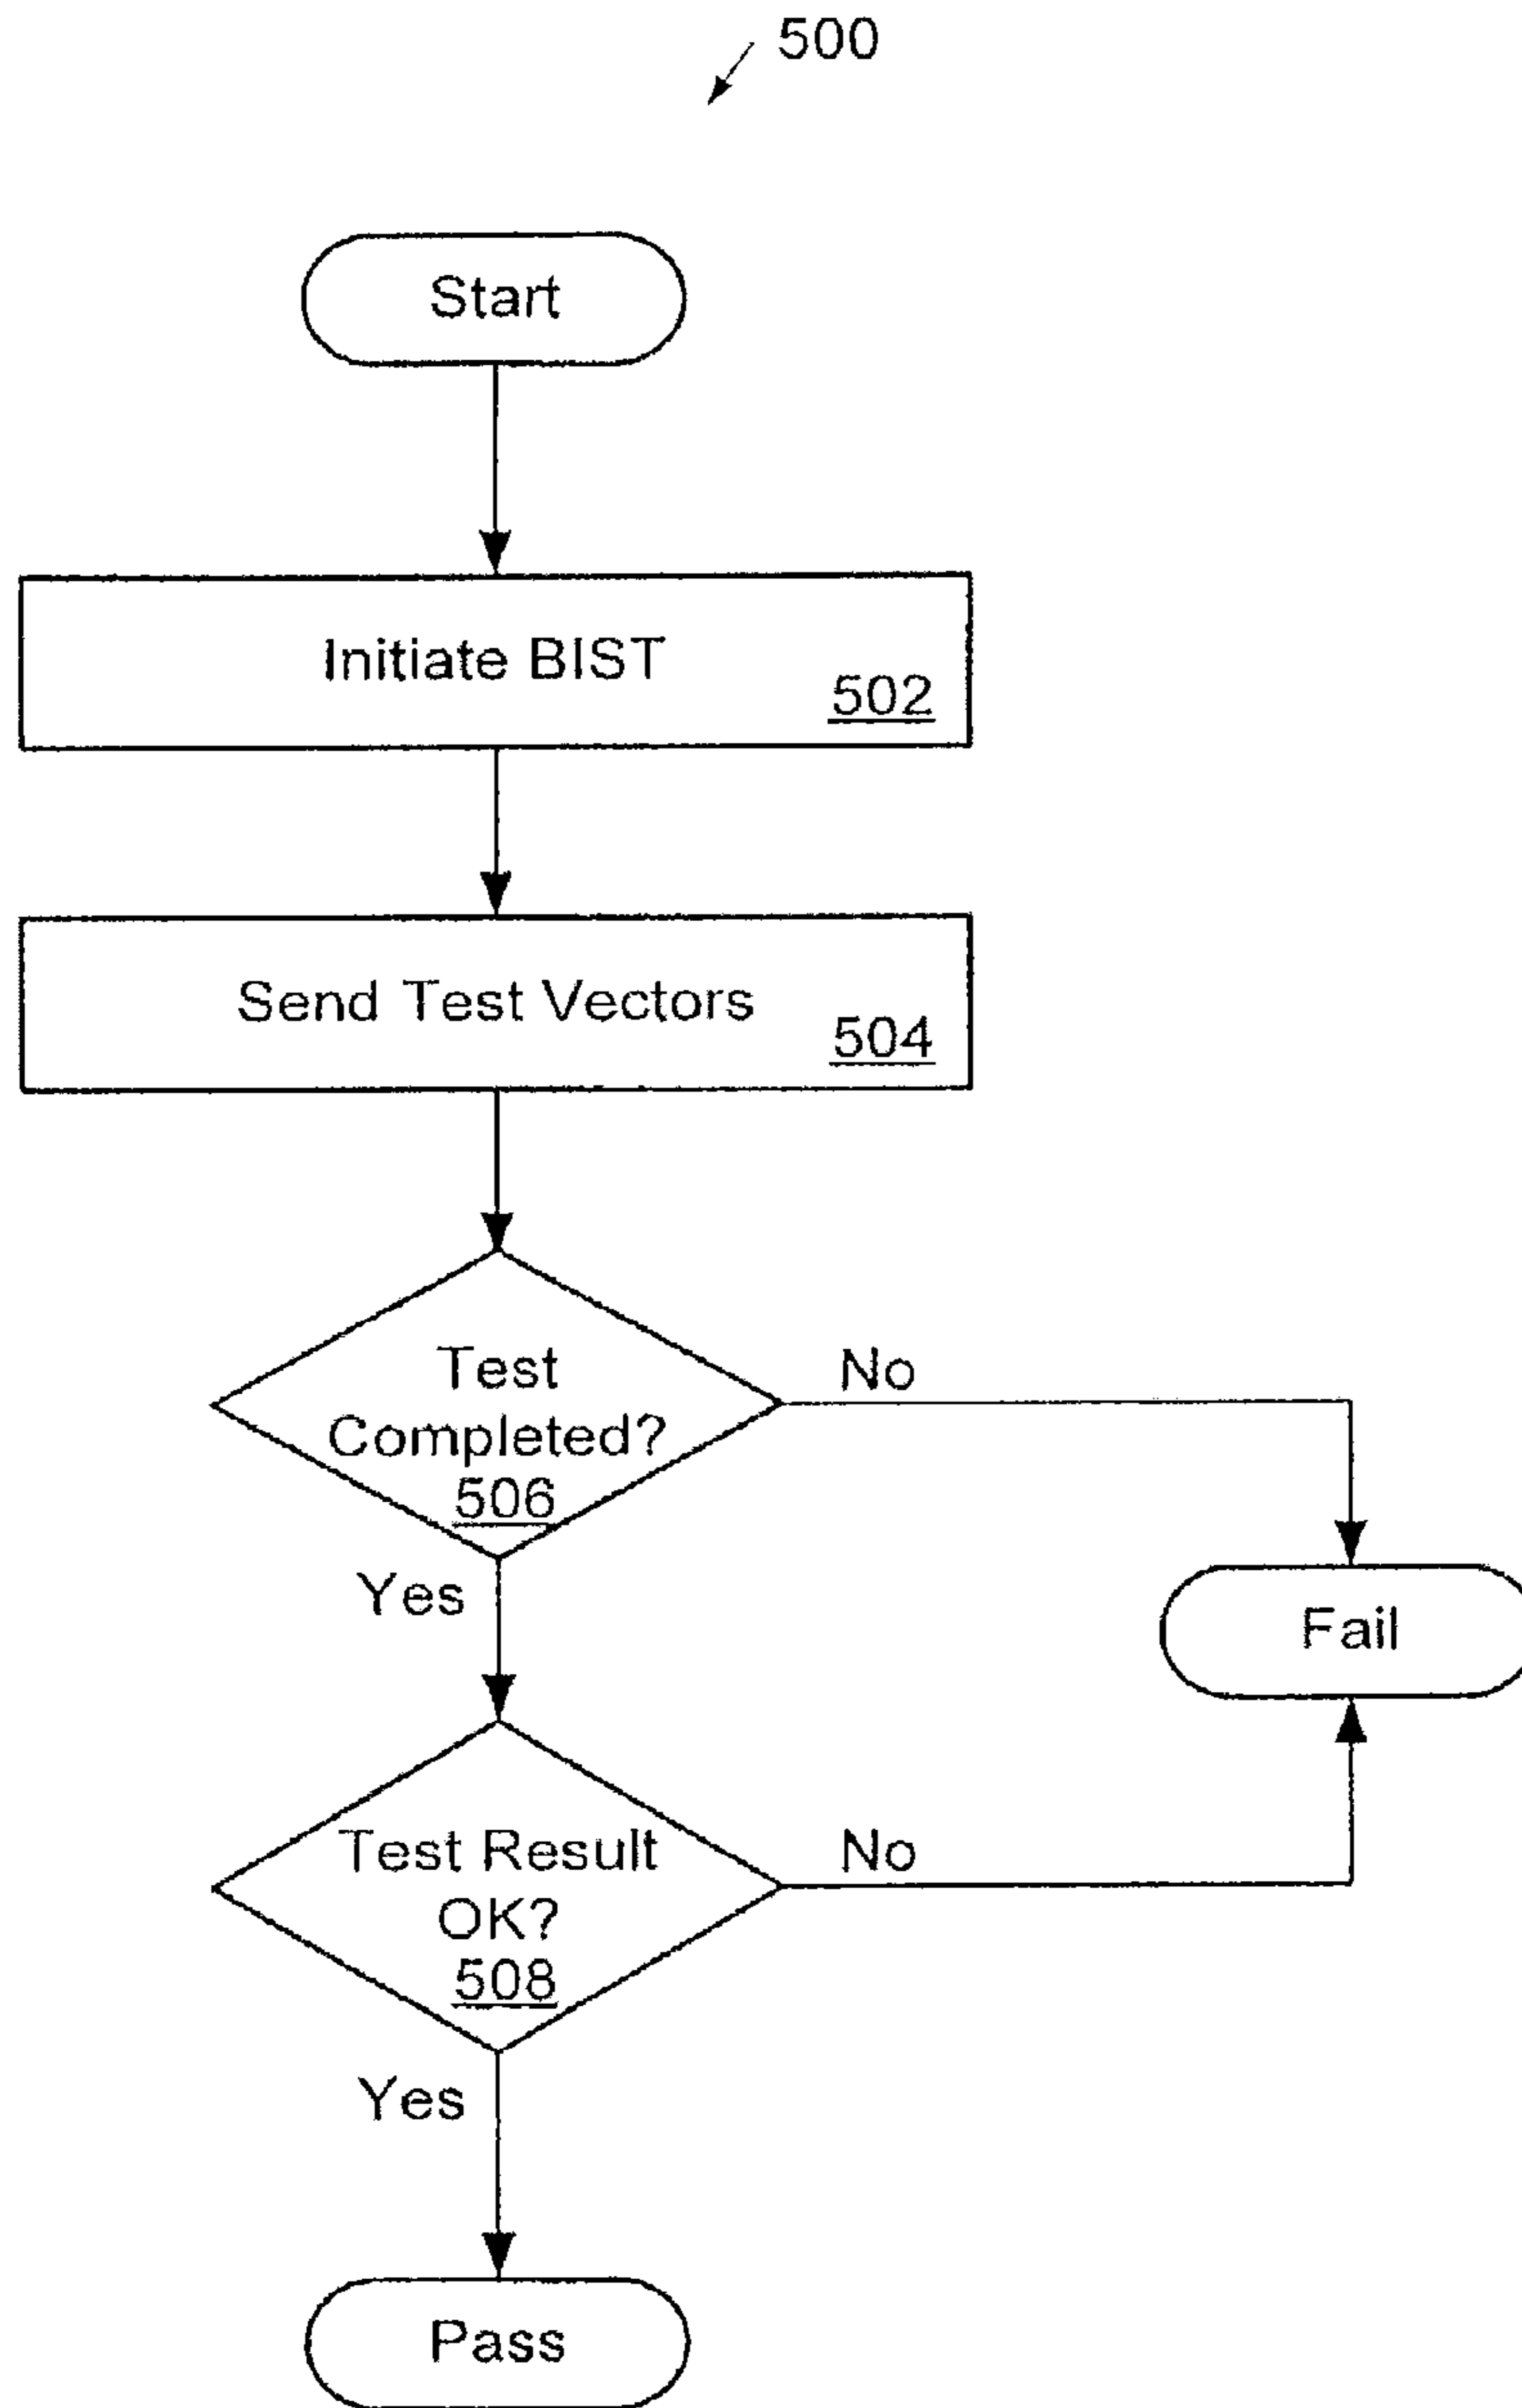 500
Start
Initiate BIST
502
Send Test Vectors
504
Test
Completed?
506
No
Yes
Fail
Test Result
OK?
508
No
Yes
Pass